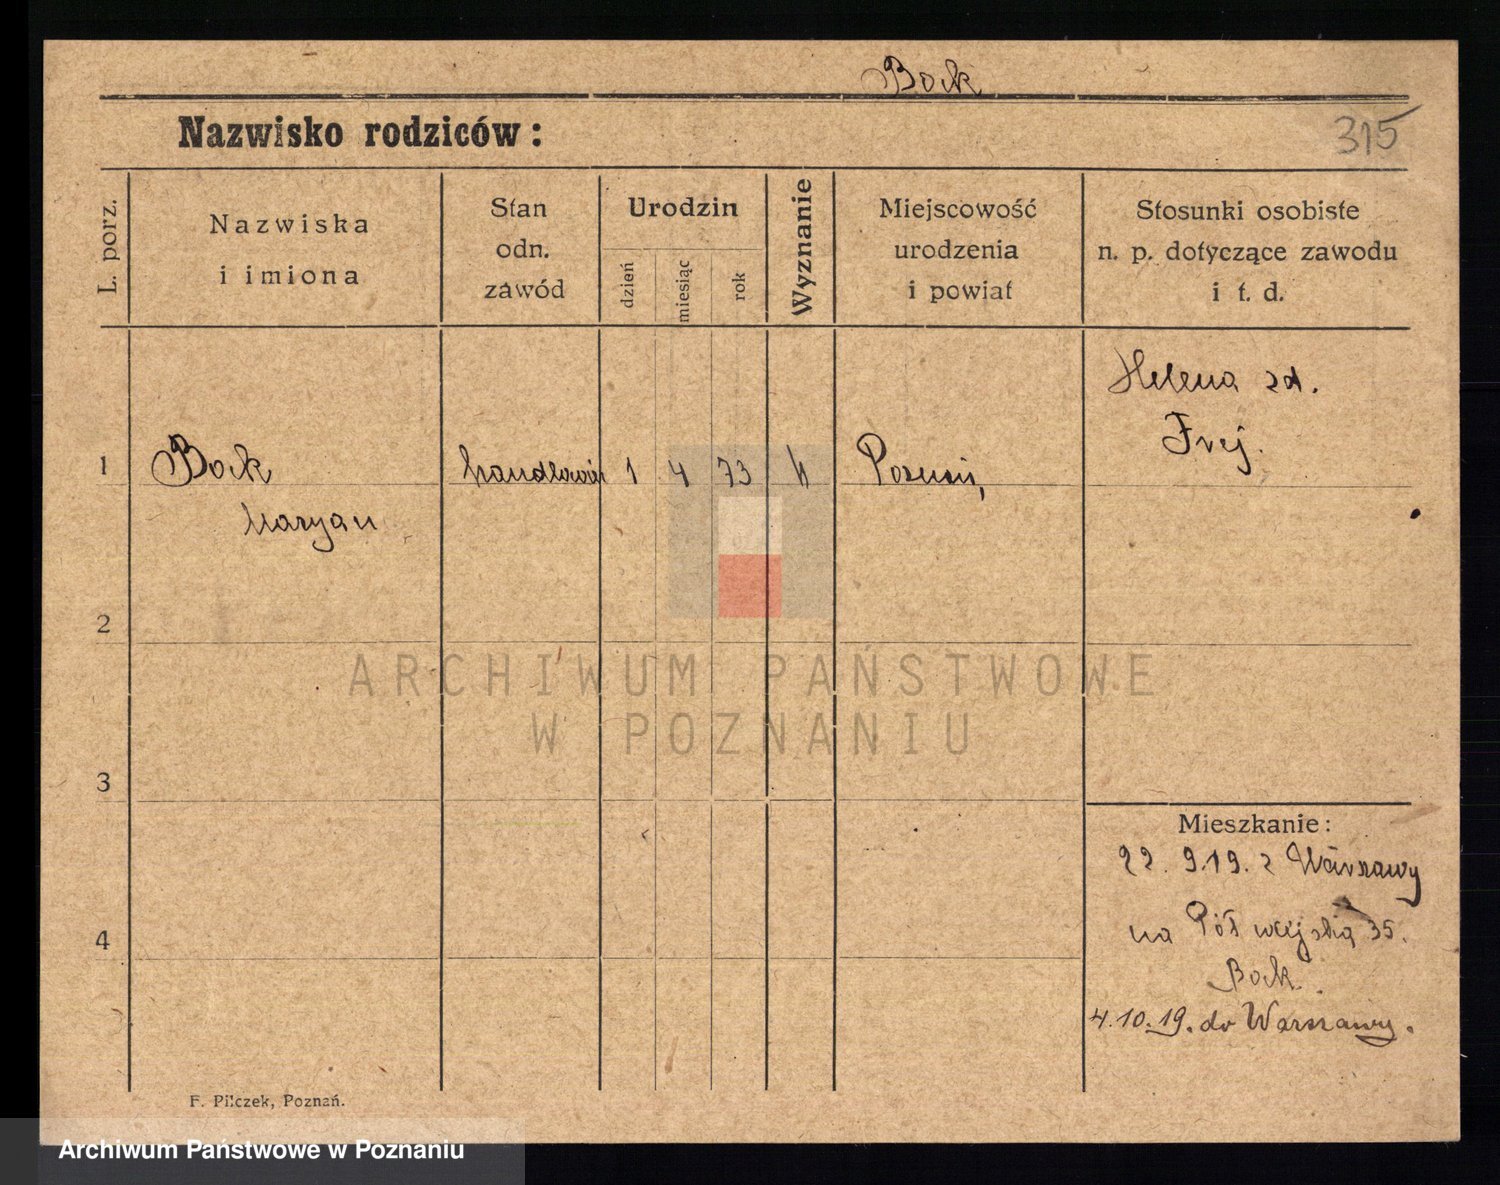 Bock
Nazwisko rodziców:
315
L. porz.
Nazwiska
i imiona
Stan
odn.
zawód
Urodzin
dzień
miesiąc
rok
Wyznanie
Miejscowość
urodzenia
i powiat
Stosunki osobiste
n. p. dotyczące zawodu
i t. d.
Helena zd.
Frej.
1
Bock
Maryan
handlowiec
1
4
73
k
Poznań,
2
3
4
Mieszkanie:
22. 9.19. z Warszawy
na Półwiejską 35.
Bock.
4.10.19. do Warszawy.
F. Pilczek, Poznań.
ARCHIWUM PAŃSTWOWE
W POZNANIU
Archiwum Państwowe w Poznaniu